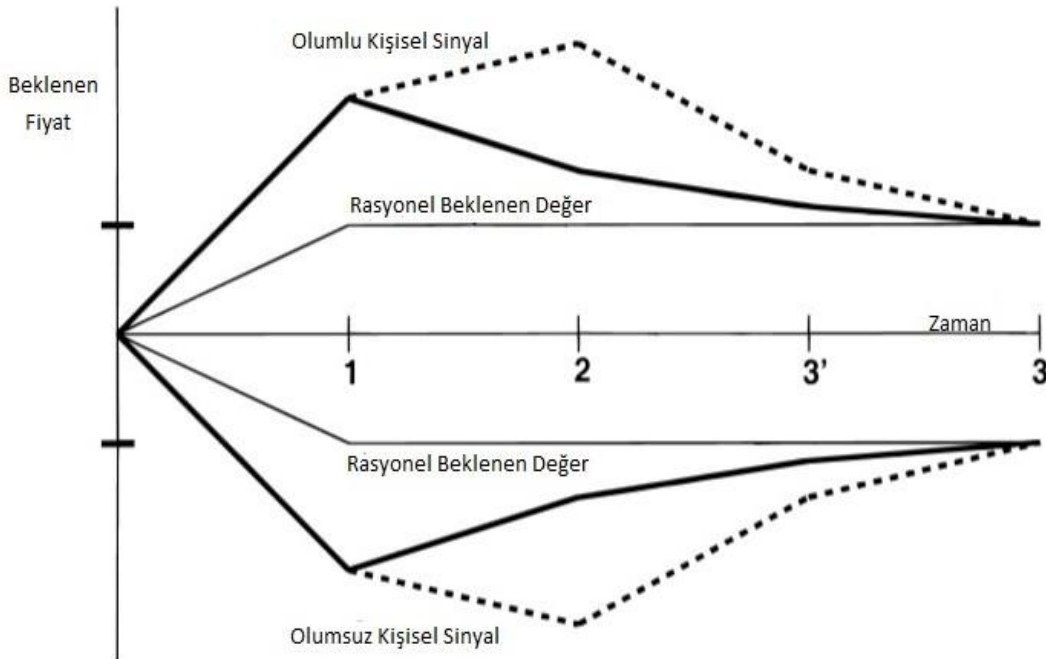 Olumlu Kişisel Sinyal
Beklenen
Fiyat
Rasyonel Beklenen Değer
Zaman
1
2
3'
3
Rasyonel Beklenen Değer
Olumsuz Kişisel Sinyal